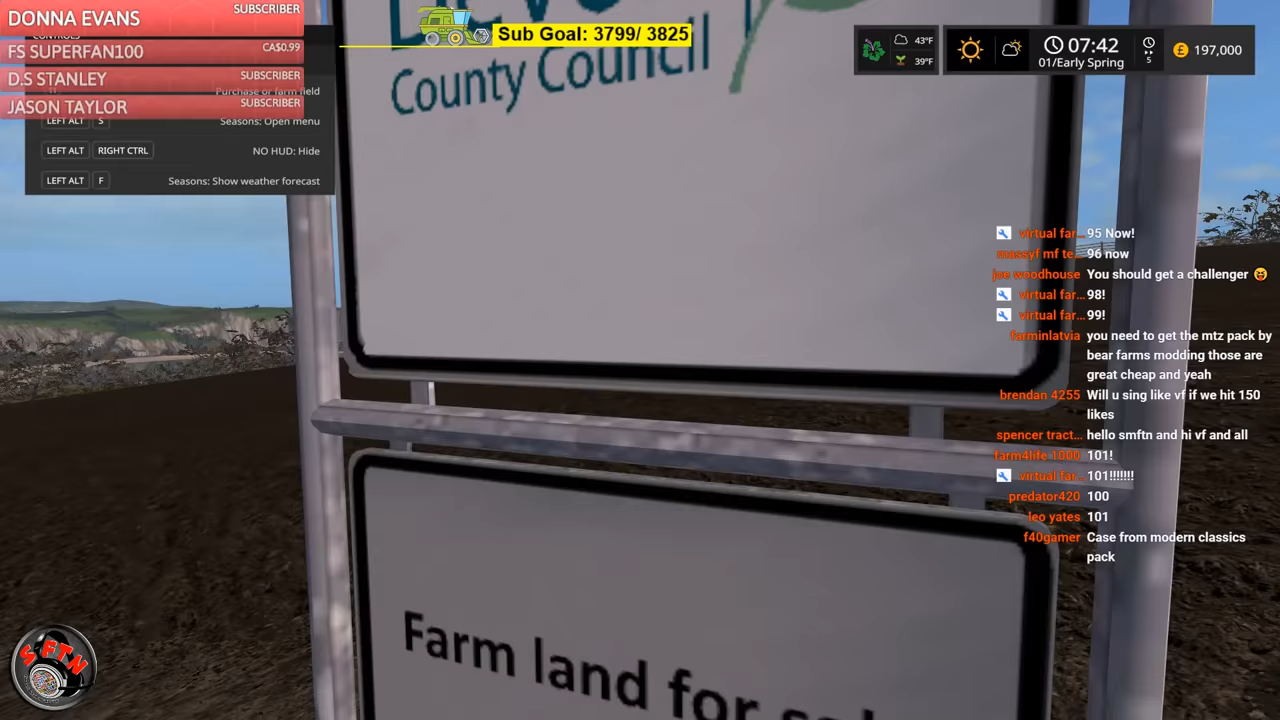 DONNA EVANS
SUBSCRIBER
FS SUPERFAN100
CA$0.99
D.S STANLEY
SUBSCRIBER
JASON TAYLOR
SUBSCRIBER
Purchase or farm field
LEFT ALT S Seasons: Open menu
LEFT ALT RIGHT CTRL NO HUD: Hide
LEFT ALT F Seasons: Show weather forecast
Sub Goal: 3799/ 3825
43°F
39°F
07:42
01/Early Spring
5
£ 197,000
County Council
Farm land for
virtual far... 95 Now!
massyf mf te... 96 now
joe woodhouse You should get a challenger
virtual far... 98!
virtual far... 99!
farminlatvia you need to get the mtz pack by
bear farms modding those are
great cheap and yeah
brendan 4255 Will u sing like vf if we hit 150
likes
spencer tract... hello smftn and hi vf and all
farm4life 1000 101!
virtual far... 101!!!!!!!
predator420 100
leo yates 101
f40gamer Case from modern classics
pack
SFTN